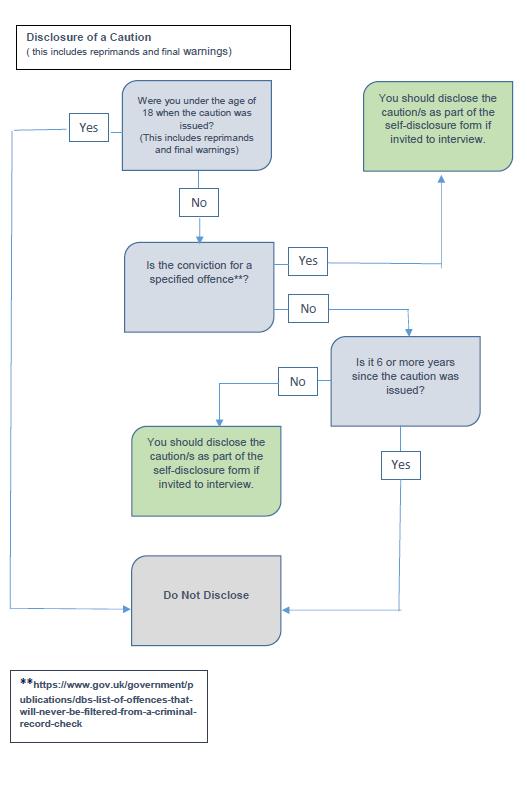 Disclosure of a Caution
( this includes reprimands and final warnings)
Were you under the age of
18 when the caution was
issued?
(This includes reprimands
and final warnings)
You should disclose the
caution/s as part of the
self-disclosure form if
invited to interview.
Yes
No
Is the conviction for a
specified offence**?
Yes
No
Is it 6 or more years
since the caution was
issued?
No
You should disclose the
caution/s as part of the
self-disclosure form if
invited to interview.
Yes
Do Not Disclose
**https://www.gov.uk/government/p
ublications/dbs-list-of-offences-that-
will-never-be-filtered-from-a-criminal-
record-check